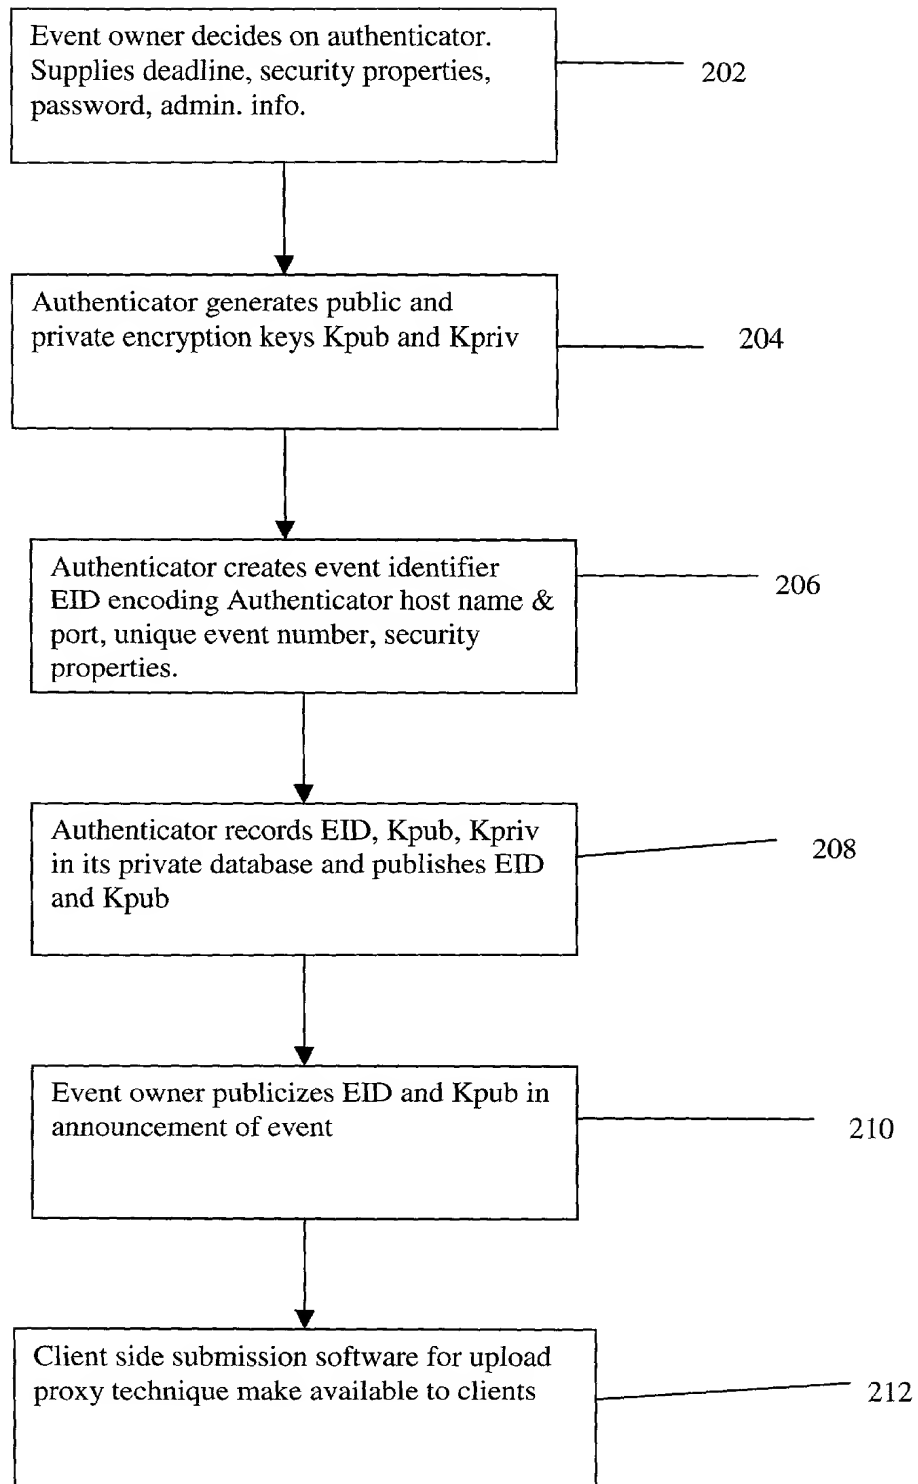 Event owner decides on authenticator.
Supplies deadline, security properties,
password, admin. info.
202
Authenticator generates public and
private encryption keys Kpub and Kpriv
204
Authenticator creates event identifier
EID encoding Authenticator host name &
port, unique event number, security
properties.
206
Authenticator records EID, Kpub, Kpriv
in its private database and publishes EID
and Kpub
208
Event owner publicizes EID and Kpub in
announcement of event
210
Client side submission software for upload
proxy technique make available to clients
212